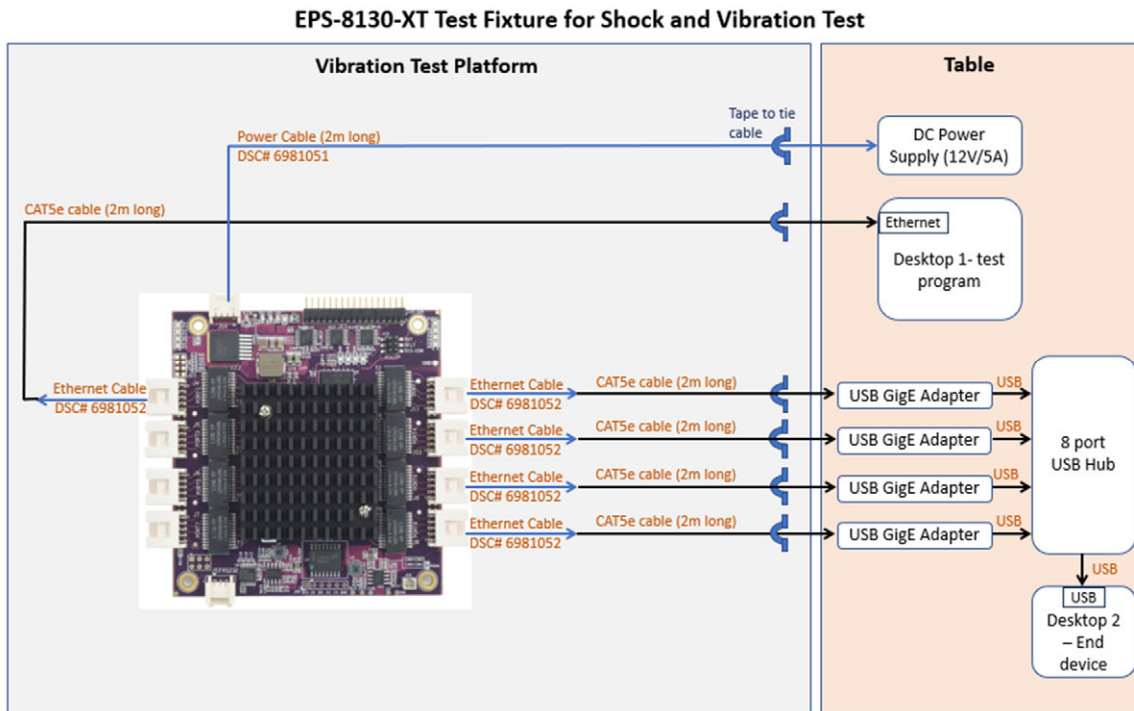 EPS-8130-XT Test Fixture for Shock and Vibration Test
Vibration Test Platform
Table
Power Cable (2m long)
DSC# 6981051
Tape to tie
cable
DC Power
Supply (12V/5A)
CAT5e cable (2m long)
Ethernet
Desktop 1- test
program
Ethernet Cable
DSC# 6981052
Ethernet Cable
DSC# 6981052
CAT5e cable (2m long)
USB GigE Adapter
USB
Ethernet Cable
DSC# 6981052
CAT5e cable (2m long)
USB GigE Adapter
USB
Ethernet Cable
DSC# 6981052
CAT5e cable (2m long)
USB GigE Adapter
USB
Ethernet Cable
DSC# 6981052
CAT5e cable (2m long)
USB GigE Adapter
USB
8 port
USB Hub
USB
USB
Desktop 2
– End
device